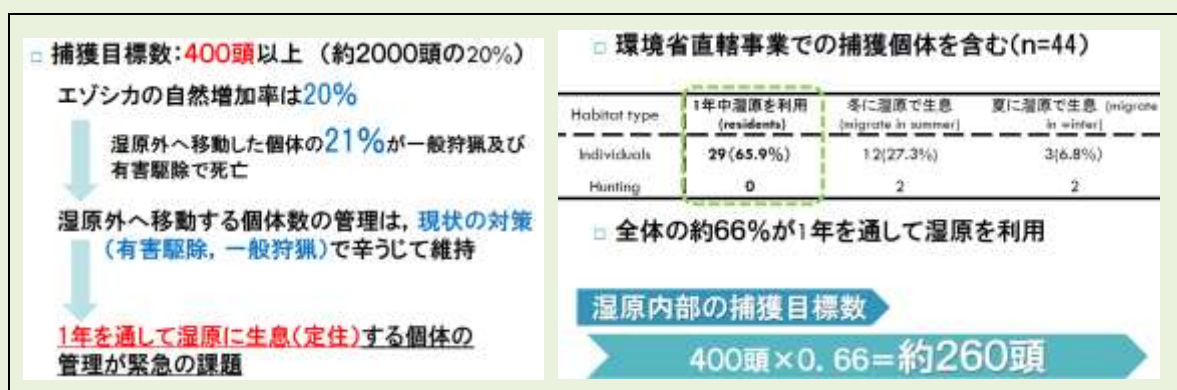 □ 捕獲目標数:400頭以上 (約2000頭の20%)
エゾシカの自然増加率は20%
湿原外へ移動した個体の21%が一般狩猟及び
有害駆除で死亡
湿原外へ移動する個体数の管理は,現状の対策
(有害駆除,一般狩猟)で辛うじて維持
1年を通して湿原に生息(定住)する個体の
管理が緊急の課題
□ 環境省直轄事業での捕獲個体を含む(n=44)
Habitat type 1年中湿原を利用 (residents) 冬に湿原で生息 (migrate in summer) 夏に湿原で生息 (migrate in winter)
Individuals 29(65.9%) 12(27.3%) 3(6.8%)
Hunting 0 2 2
□ 全体の約66%が1年を通して湿原を利用
湿原内部の捕獲目標数
400頭×0.66=約260頭